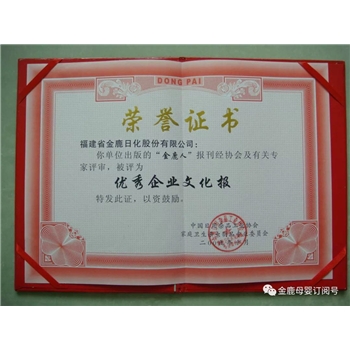 DONG PAI
荣誉证书
福建省金鹿日化股份有限公司：
你单位出版的“金鹿人”报刊经协会及有关专
家评审，被评为
优秀企业文化报
特发此证，以资鼓励。
金鹿母婴订阅号